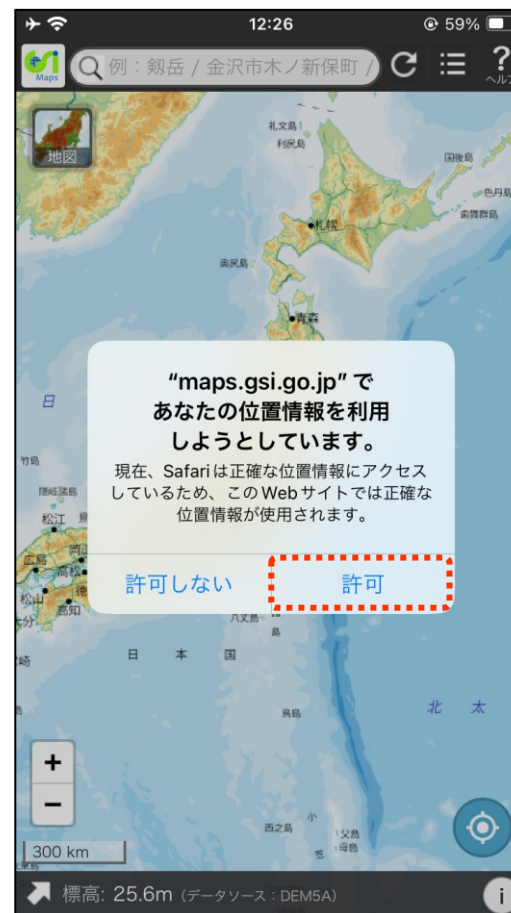 12:26
59%
Maps
例：剱岳 / 金沢市木ノ新保町 /
?
ヘルプ
地図
礼文島
利尻島
国後島
色丹島
歯舞群島
札幌
奥尻島
青森
"maps.gsi.go.jp" で
あなたの位置情報を利用
しようとしています。
現在、Safariは正確な位置情報にアクセス
しているため、このWebサイトでは正確な
位置情報が使用されます。
許可しない
許可
日
竹島
隠岐諸島
松江
岡
広島
高松
徳
松山
高知
大分
崎
八丈島
島
日 本 国
鳥島
北 太
西之島
小
父島
母島
+
−
300 km
標高: 25.6m (データソース：DEM5A)
i